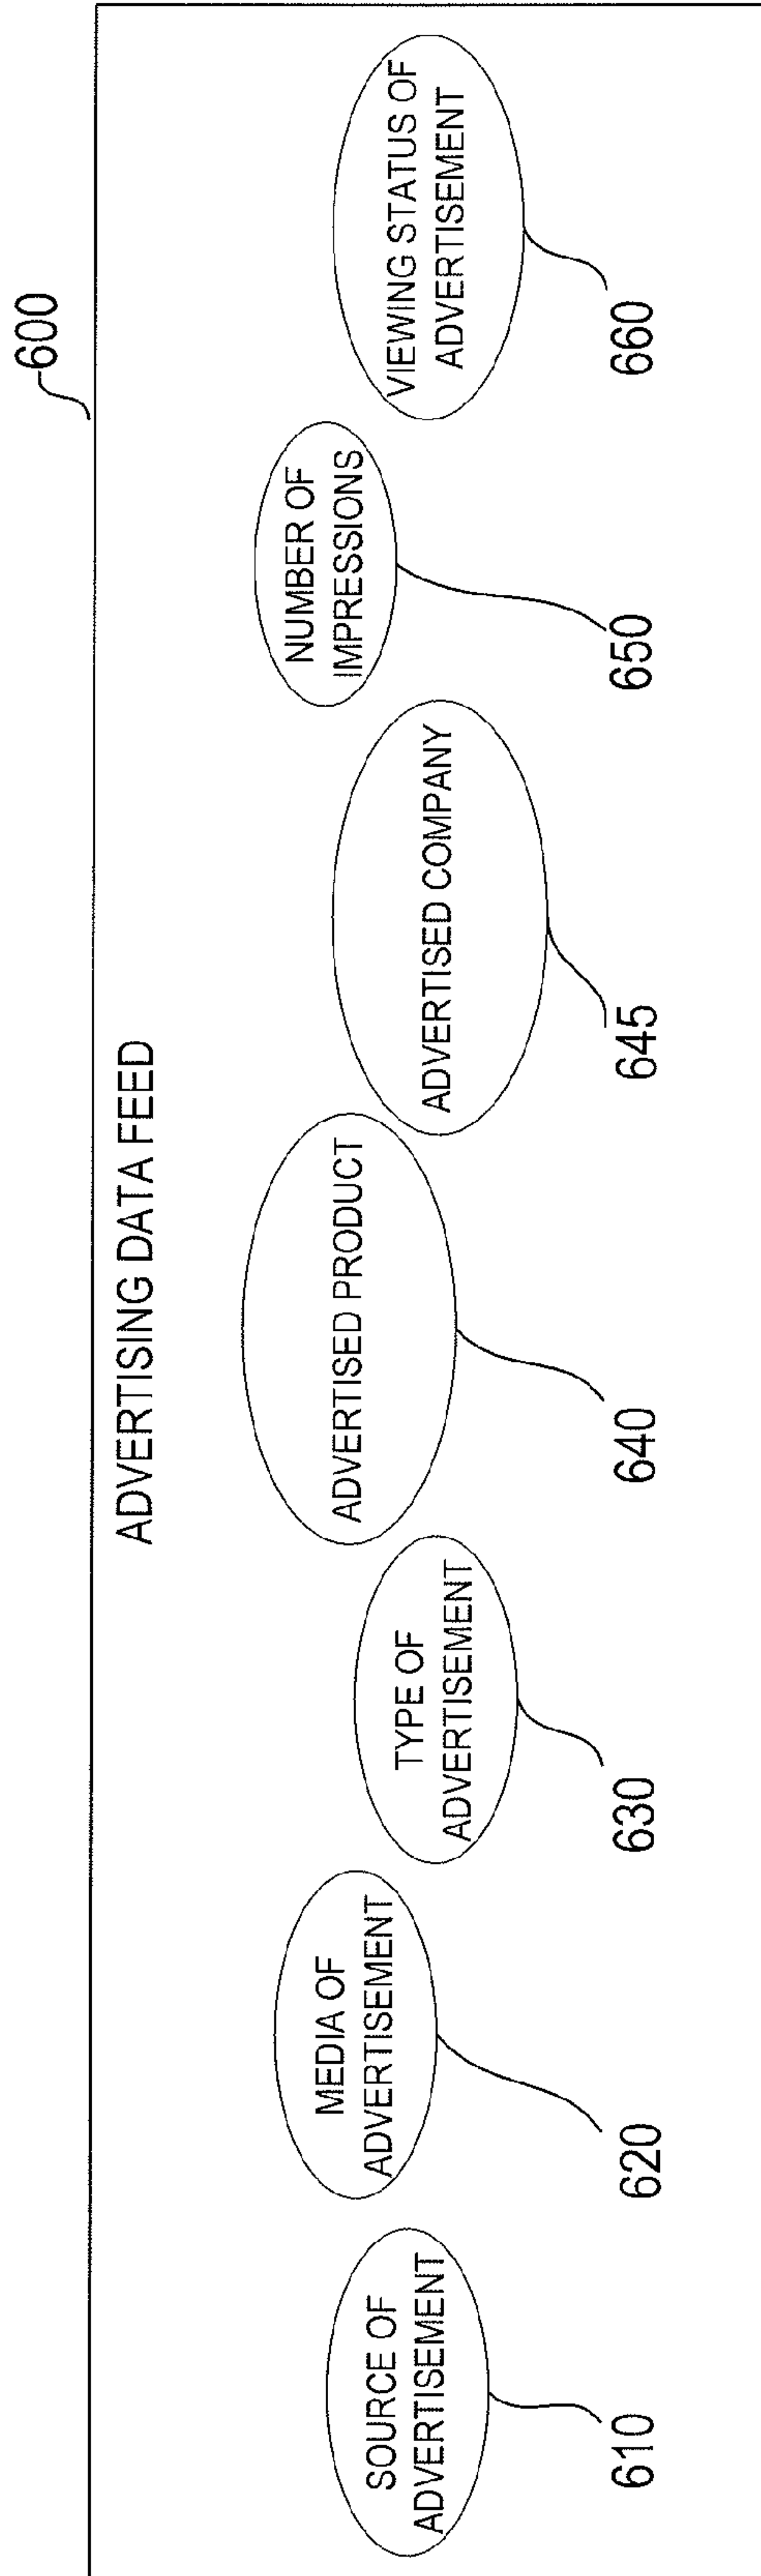 600
ADVERTISING DATA FEED
SOURCE OF
ADVERTISEMENT
610
MEDIA OF
ADVERTISEMENT
620
TYPE OF
ADVERTISEMENT
630
ADVERTISED PRODUCT
640
ADVERTISED COMPANY
645
NUMBER OF
IMPRESSIONS
650
VIEWING STATUS OF
ADVERTISEMENT
660